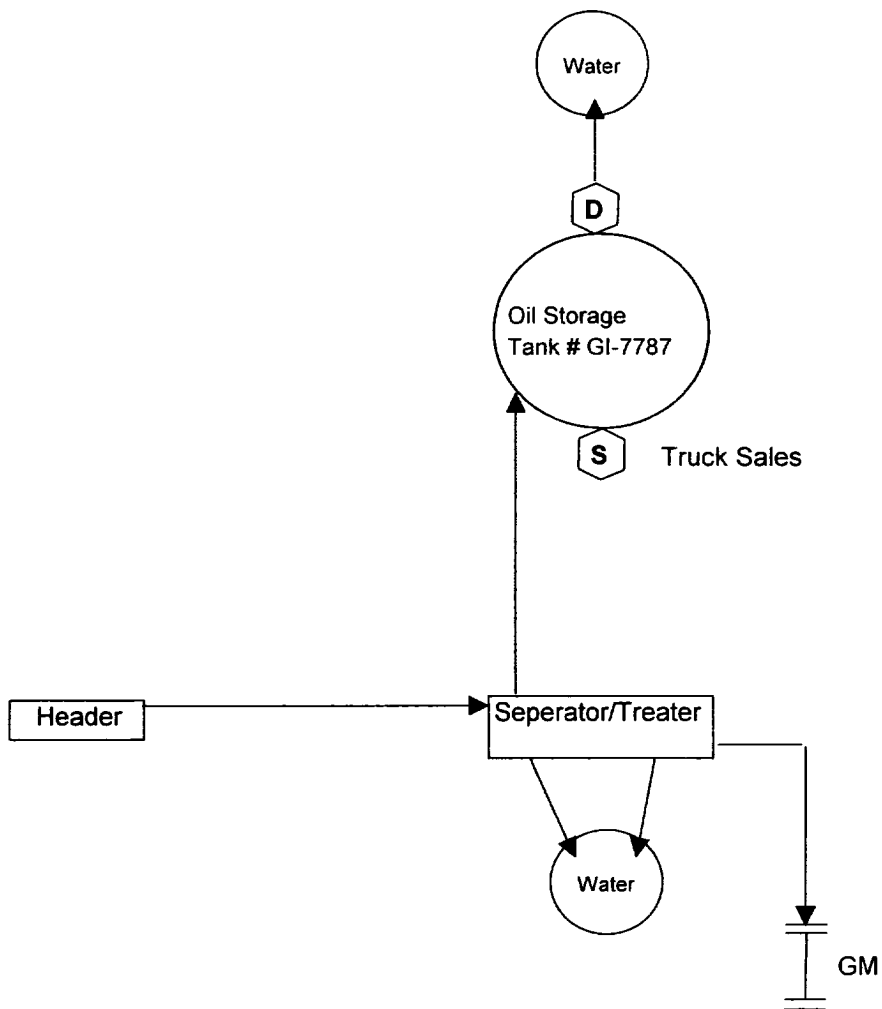 Water
D
Oil Storage
Tank # GI-7787
S
Truck Sales
Header
Seperator/Treater
Water
GM